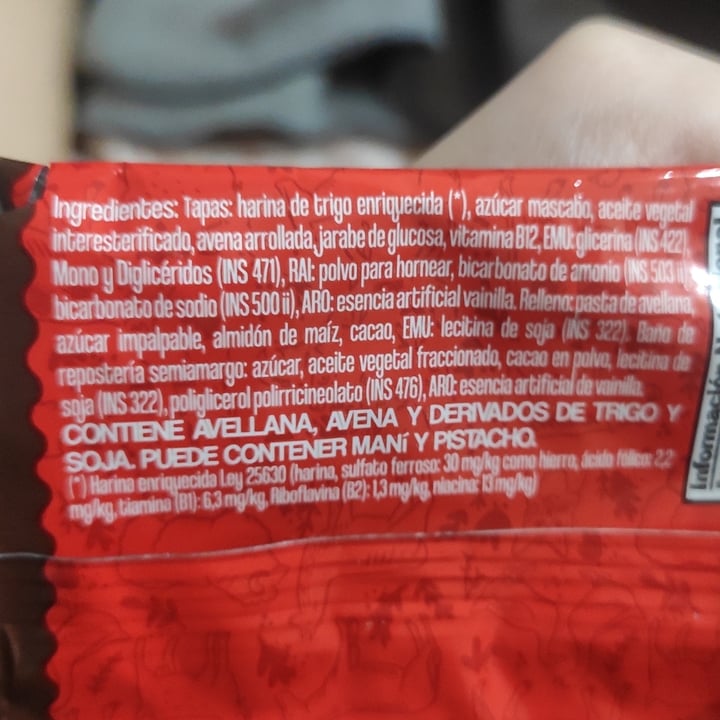 Ingredientes: Tapas: harina de trigo enriquecida (*), azúcar mascabo, aceite vegetal
interesterificado, avena arrollada, jarabe de glucosa, vitamina B12, EMU: glicerina (INS 422),
Mono y Diglicéridos (INS 471), RAI: polvo para hornear, bicarbonato de amonio (INS 503 ii),
bicarbonato de sodio (INS 500 ii), ARO: esencia artificial vainilla. Relleno: pasta de avellana,
azúcar impalpable, almidón de maíz, cacao, EMU: lecitina de soja (INS 322). Baño de
repostería semiamargo: azúcar, aceite vegetal fraccionado, cacao en polvo, lecitina de
soja (INS 322), poliglicerol polirricineolato (INS 476), ARO: esencia artificial de vainilla.
CONTIENE AVELLANA, AVENA Y DERIVADOS DE TRIGO Y
SOJA. PUEDE CONTENER MANí Y PISTACHO.
(*) Harina enriquecida Ley 25630 (harina, sulfato ferroso: 30 mg/kg como hierro, ácido fólico: 2,2
mg/kg, tiamina (B1): 6,3 mg/kg, Riboflavina (B2): 1,3 mg/kg, niacina: 13 mg/kg)
Información